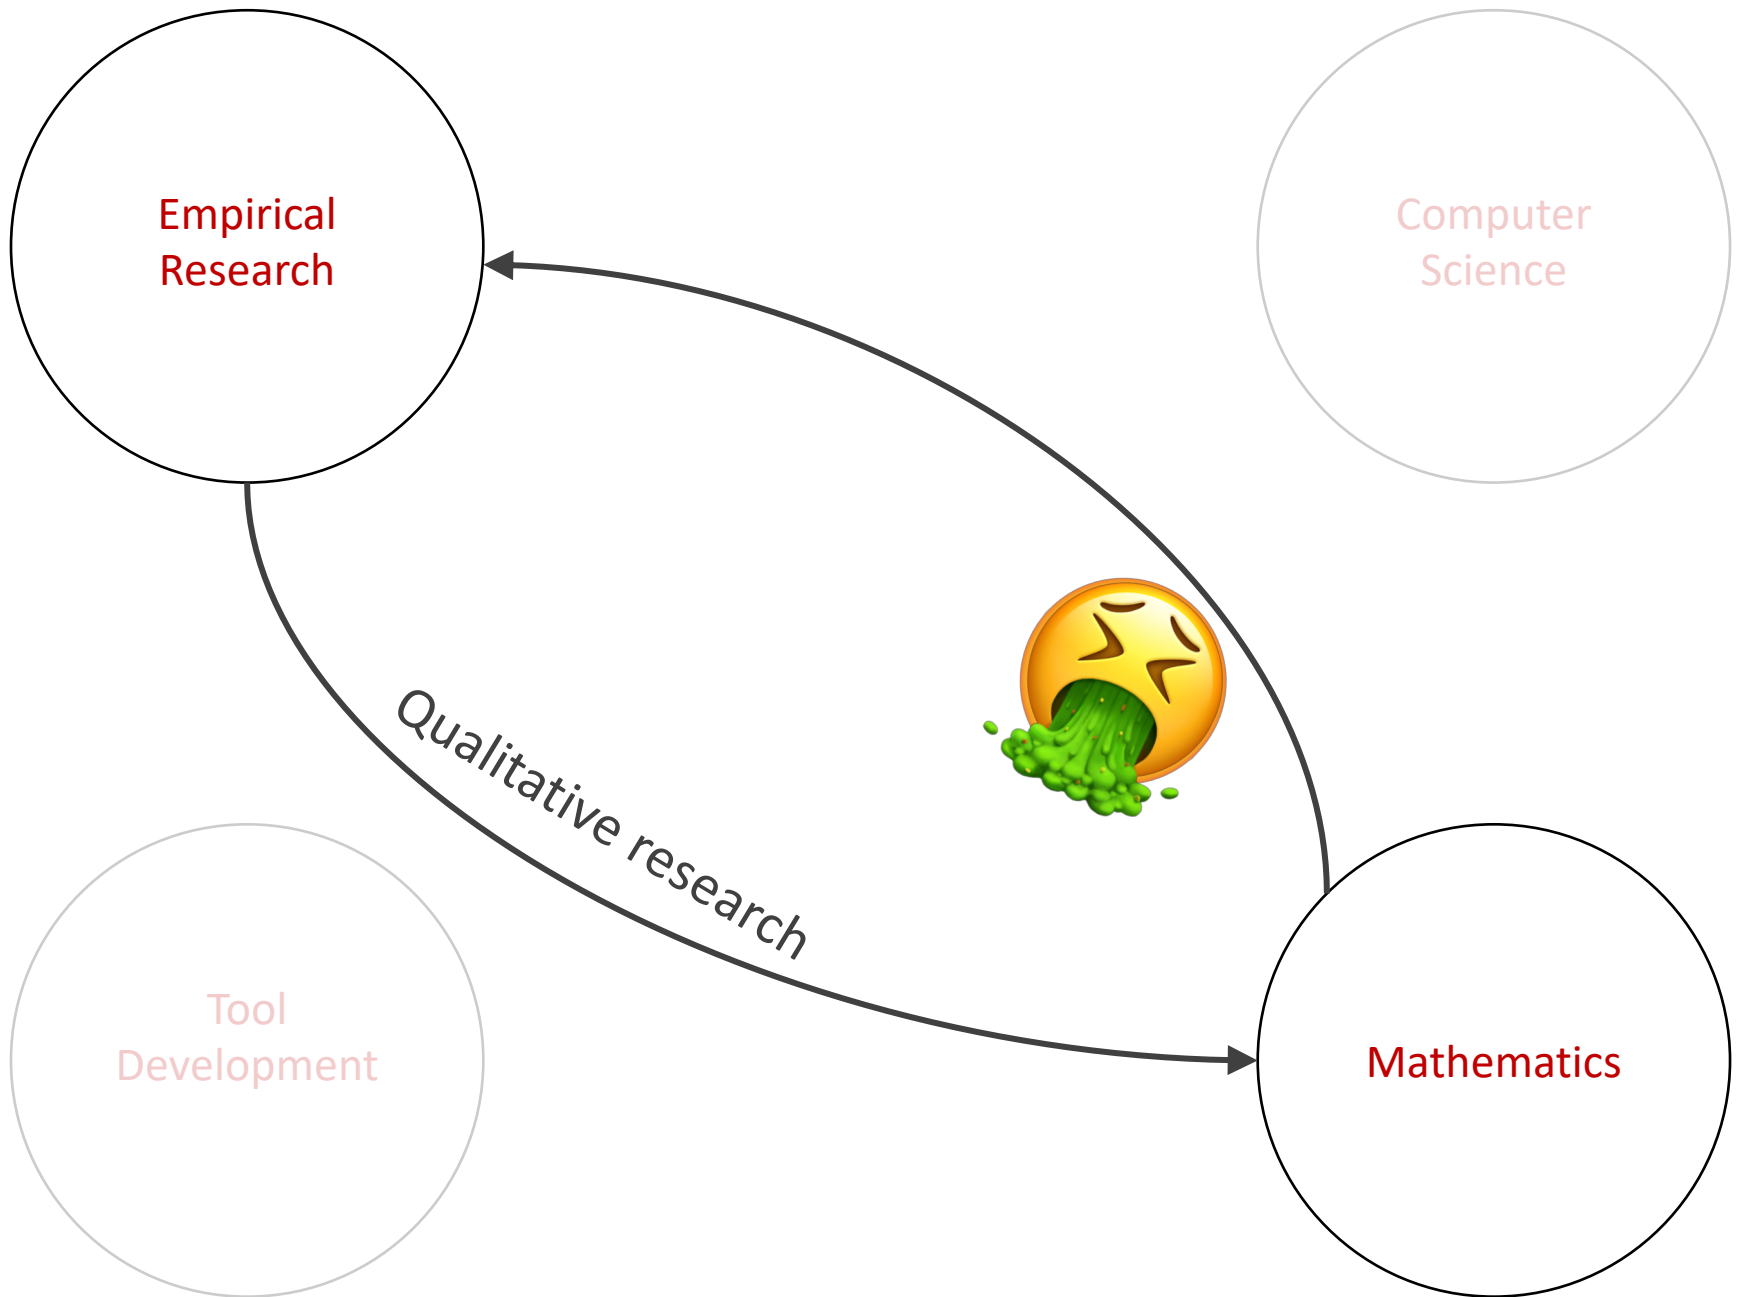 Empirical
Research
Computer
Science
Qualitative research
Tool
Development
Mathematics